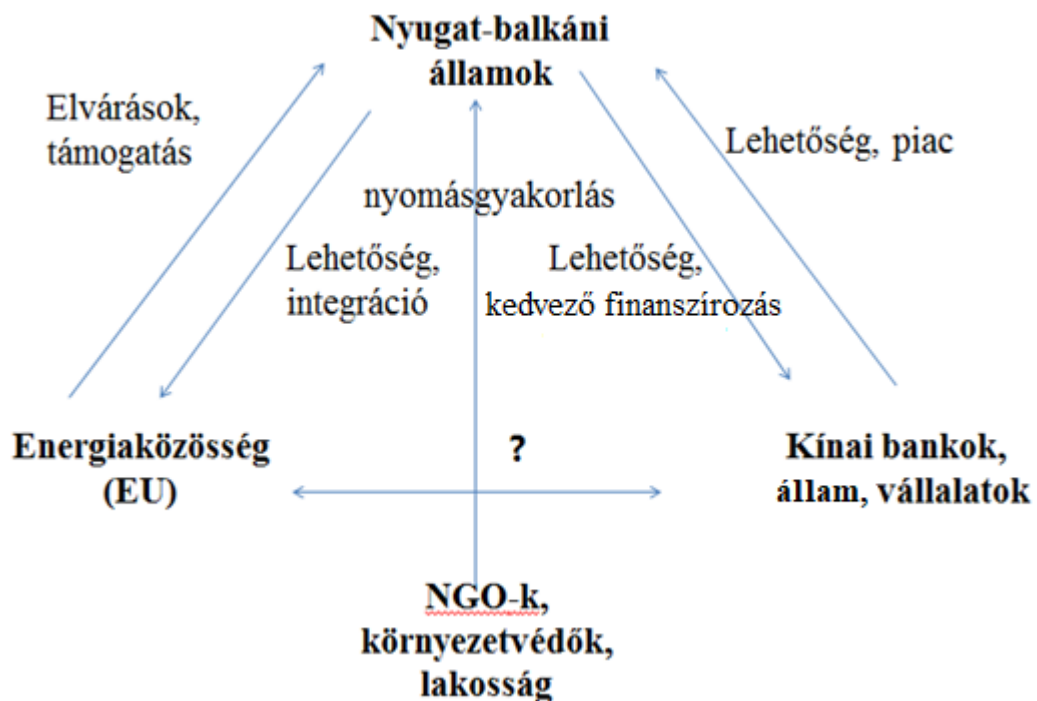 Nyugat-balkáni
államok
Elvárások,
támogatás
Lehetőség, piac
nyomásgyakorlás
Lehetőség,
integráció
Lehetőség,
kedvező finanszírozás
Energiaközösség
(EU)
?
Kínai bankok,
állam, vállalatok
NGO-k,
környezetvédők,
lakosság